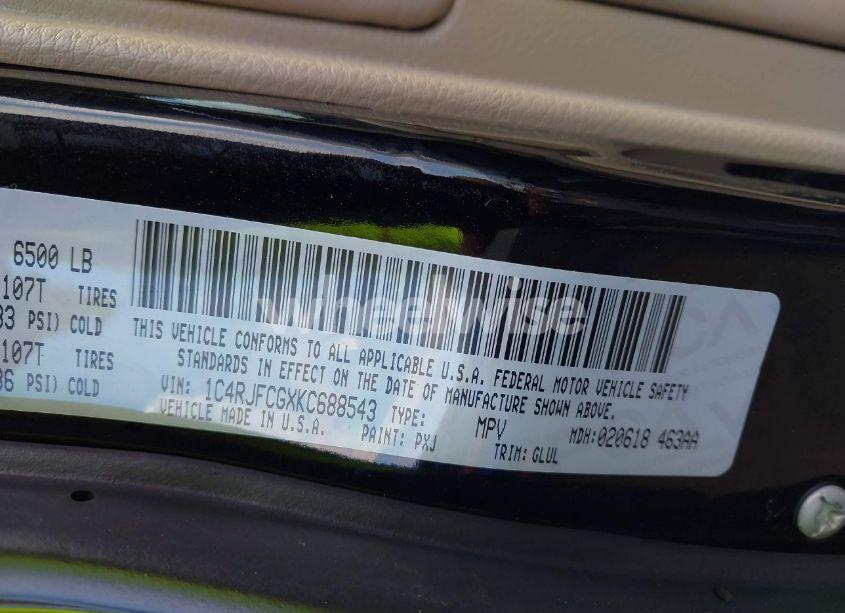 6500 LB
107T TIRES
33 PSI) COLD
107T TIRES
36 PSI) COLD
THIS VEHICLE CONFORMS TO ALL APPLICABLE U.S.A. FEDERAL MOTOR VEHICLE SAFETY
STANDARDS IN EFFECT ON THE DATE OF MANUFACTURE SHOWN ABOVE.
VIN: 1C4RJFCGXKC688543 TYPE: MPV MDH:020618 463AA
VEHICLE MADE IN U.S.A. PAINT: PXJ TRIM: GLUL
wheelwise